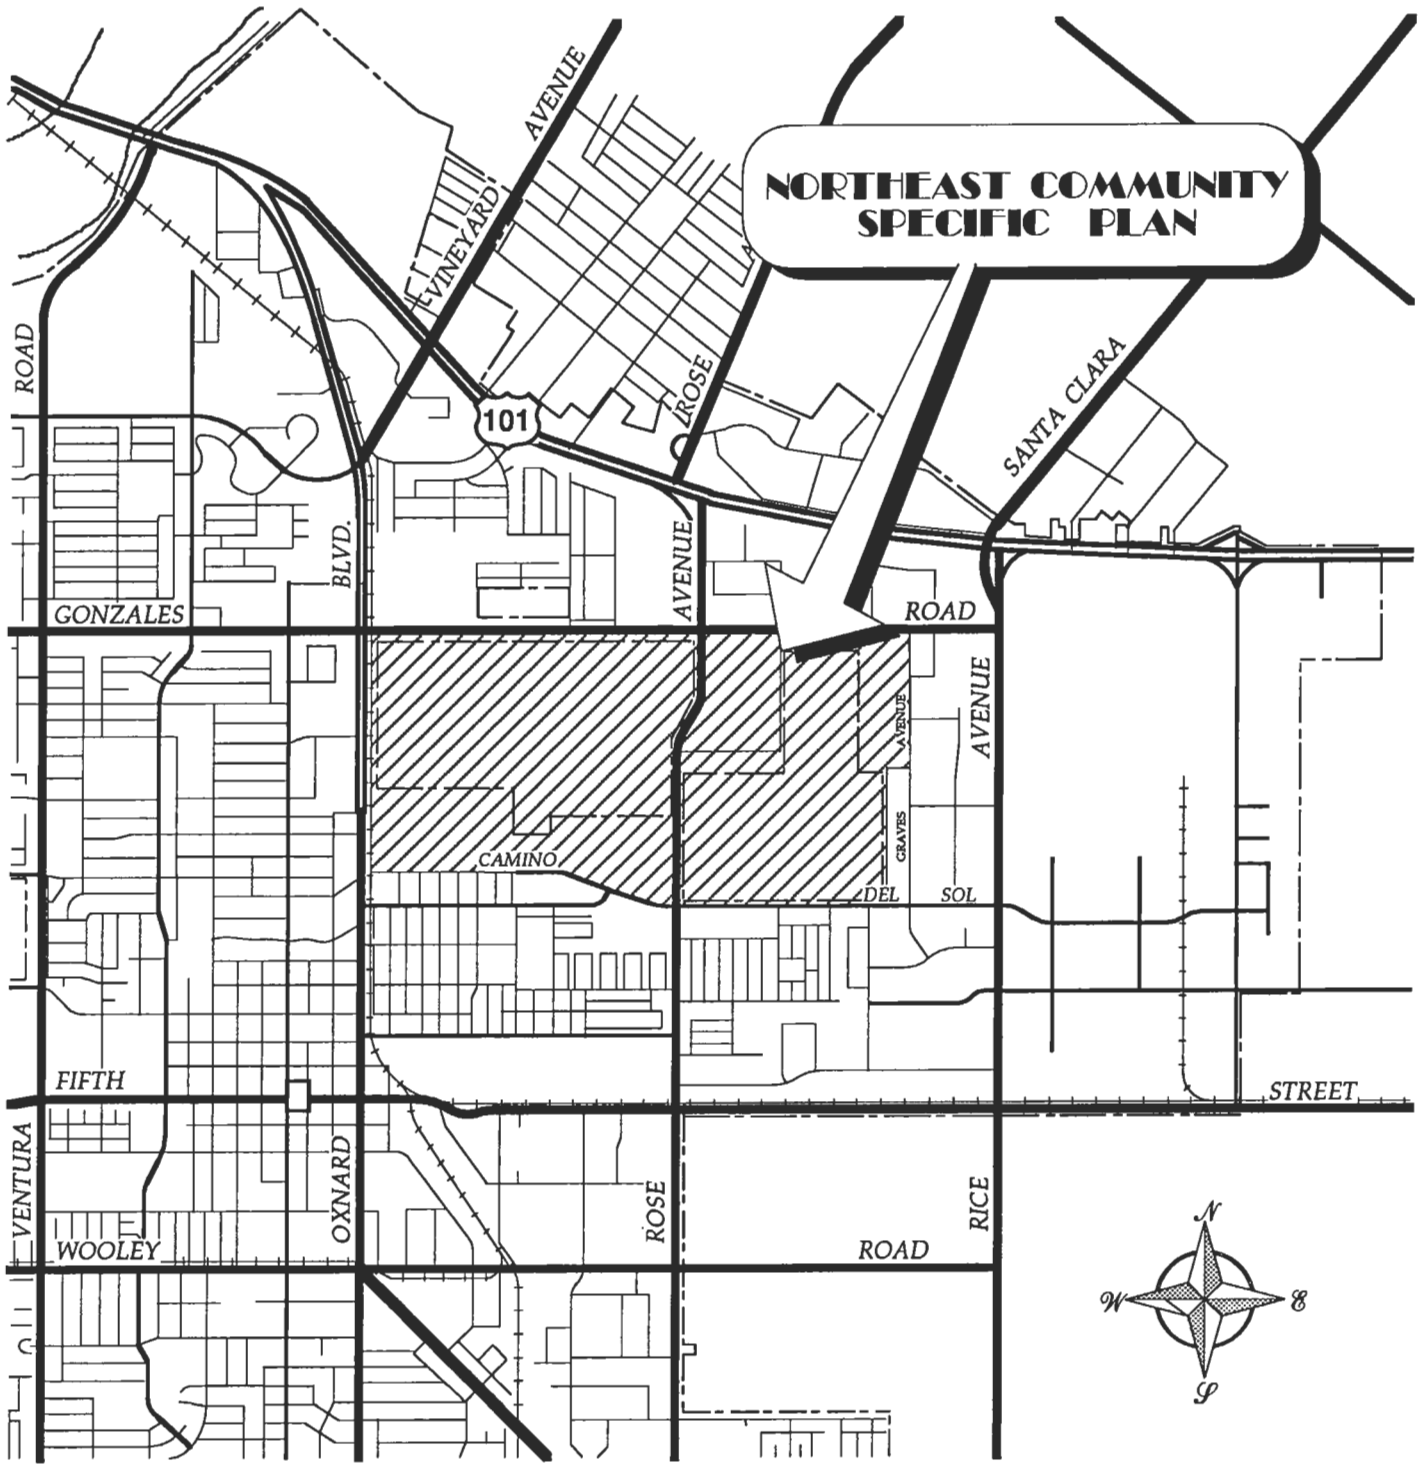 AVENUE
VINEYARD
NORTHEAST COMMUNITY
SPECIFIC PLAN
ROAD
ROSE
SANTA CLARA
101
BLVD.
AVENUE
GONZALES
ROAD
AVENUE
AVENUE
GRAVES
CAMINO
DEL SOL
FIFTH
STREET
VENTURA
OXNARD
ROSE
RICE
WOOLEY
ROAD
N
W
E
S